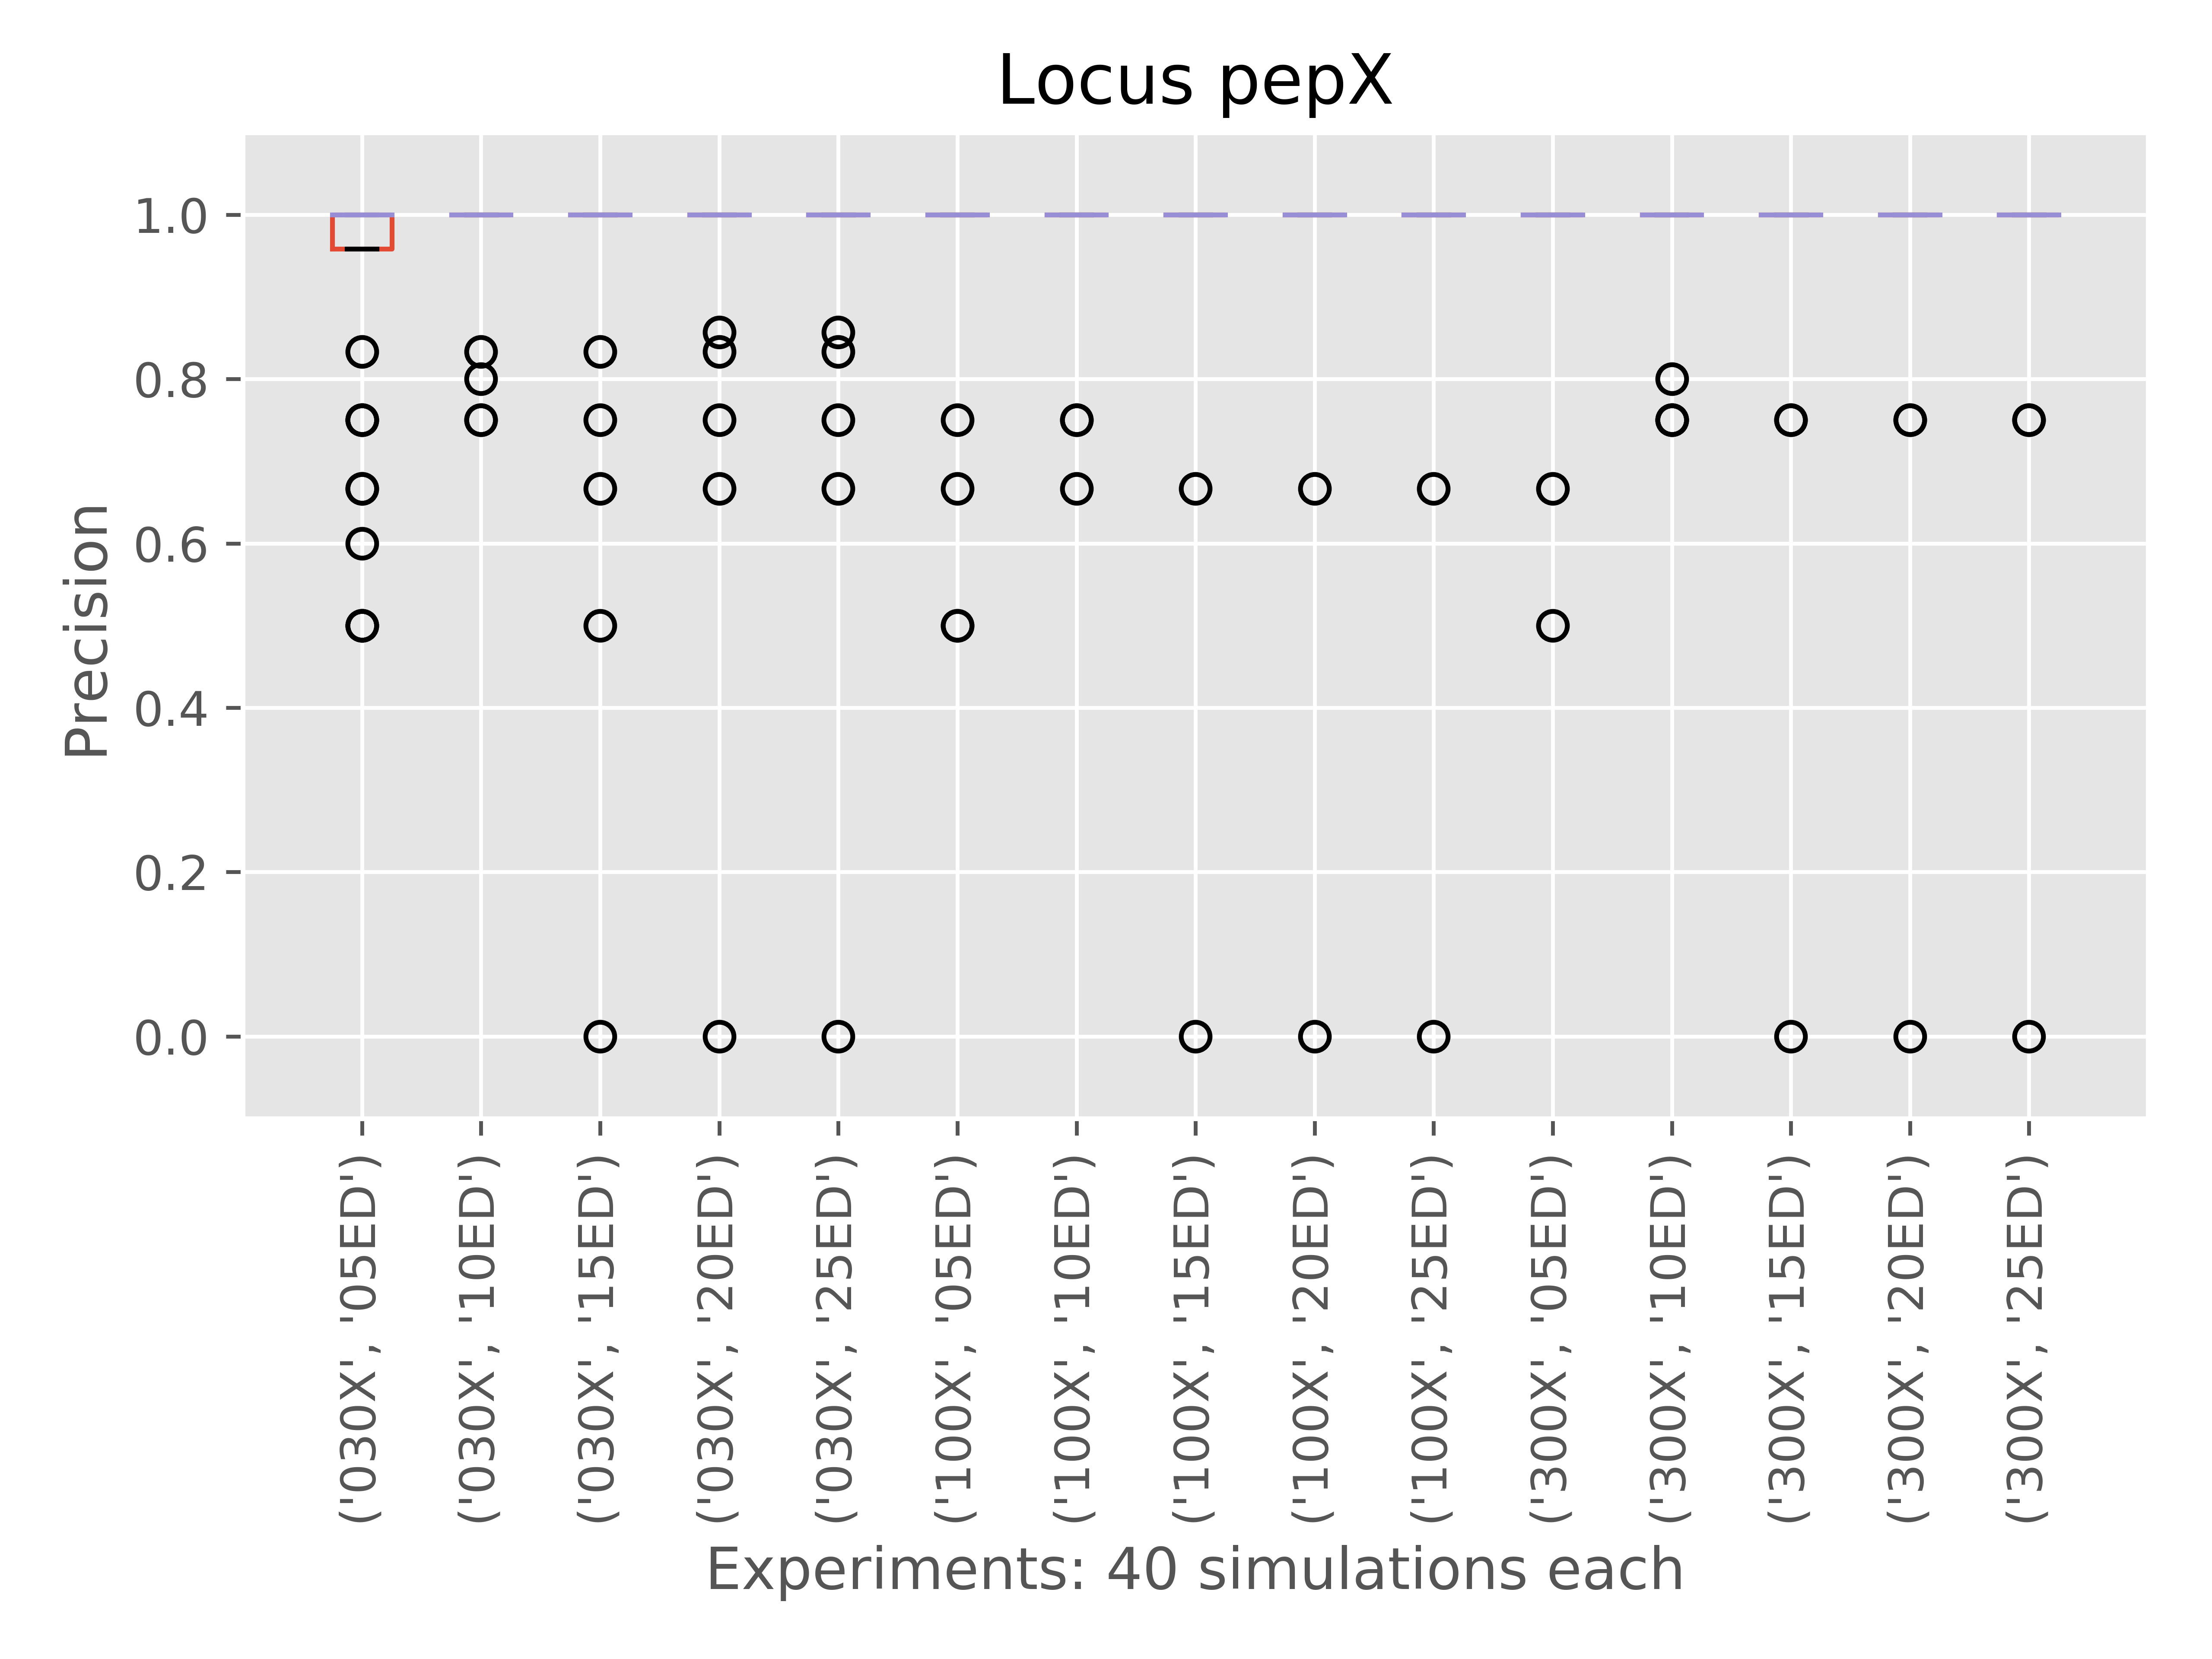 Locus pepX
Precision
1.0
0.8
0.6
0.4
0.2
0.0
('030X', '05ED')
('030X', '10ED')
('030X', '15ED')
('030X', '20ED')
('030X', '25ED')
('100X', '05ED')
('100X', '10ED')
('100X', '15ED')
('100X', '20ED')
('100X', '25ED')
('300X', '05ED')
('300X', '10ED')
('300X', '15ED')
('300X', '20ED')
('300X', '25ED')
Experiments: 40 simulations each